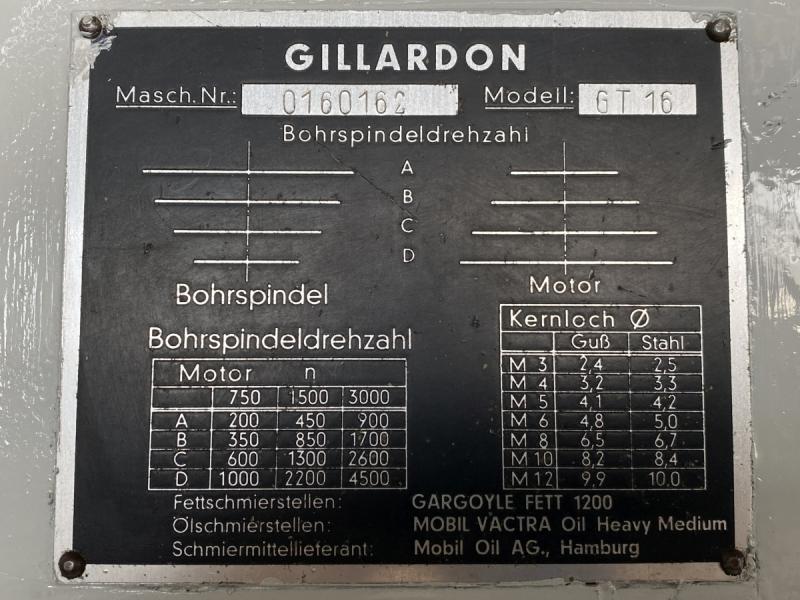 GILLARDON
Masch.Nr.: 0160162 Modell: GT 16
Bohrspindeldrehzahl
A
B
C
D
Bohrspindel
Motor
Bohrspindeldrehzahl
Motor n
750 1500 3000
A 200 450 900
B 350 850 1700
C 600 1300 2600
D 1000 2200 4500
Kernloch Ø
Guß Stahl
M 3 2,4 2,5
M 4 3,2 3,3
M 5 4,1 4,2
M 6 4,8 5,0
M 8 6,5 6,7
M 10 8,2 8,4
M 12 9,9 10,0
Fettschmierstellen: GARGOYLE FETT 1200
Ölschmierstellen: MOBIL VACTRA Oil Heavy Medium
Schmiermittellieferant: Mobil Oil AG., Hamburg